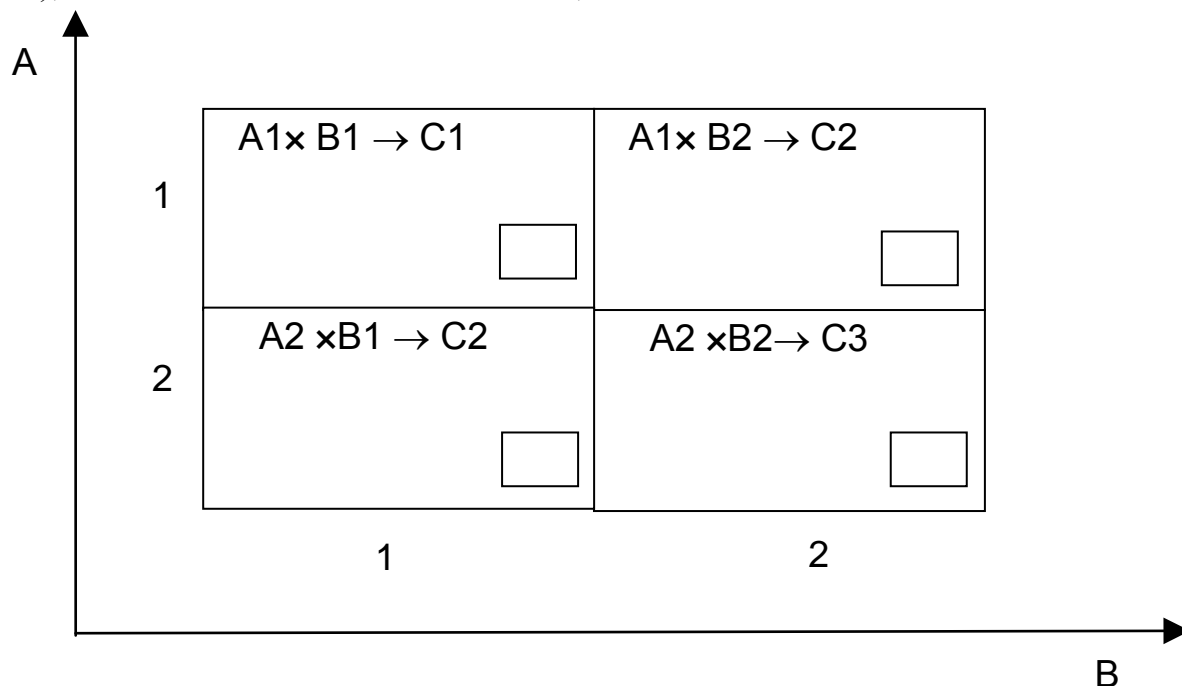 A
A1× B1 → C1
A1× B2 → C2
1
A2 ×B1 → C2
A2 ×B2→ C3
2
1
2
B